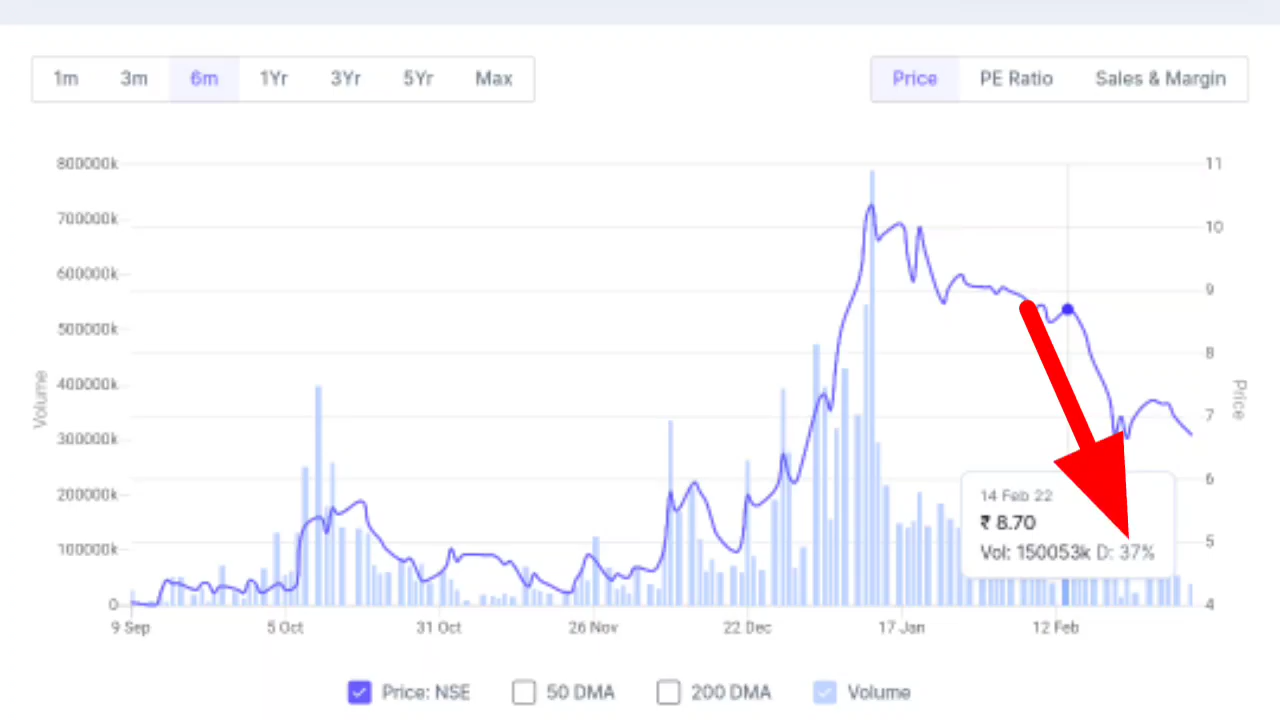 1m 3m 6m 1Yr 3Yr 5Yr Max
Price PE Ratio Sales & Margin
800000k
700000k
600000k
500000k
400000k
300000k
200000k
100000k
0
Volume
11
10
9
8
7
6
5
4
Price
14 Feb 22
₹ 8.70
Vol: 150053k D: 37%
9 Sep 5 Oct 31 Oct 26 Nov 22 Dec 17 Jan 12 Feb
Price: NSE 50 DMA 200 DMA Volume